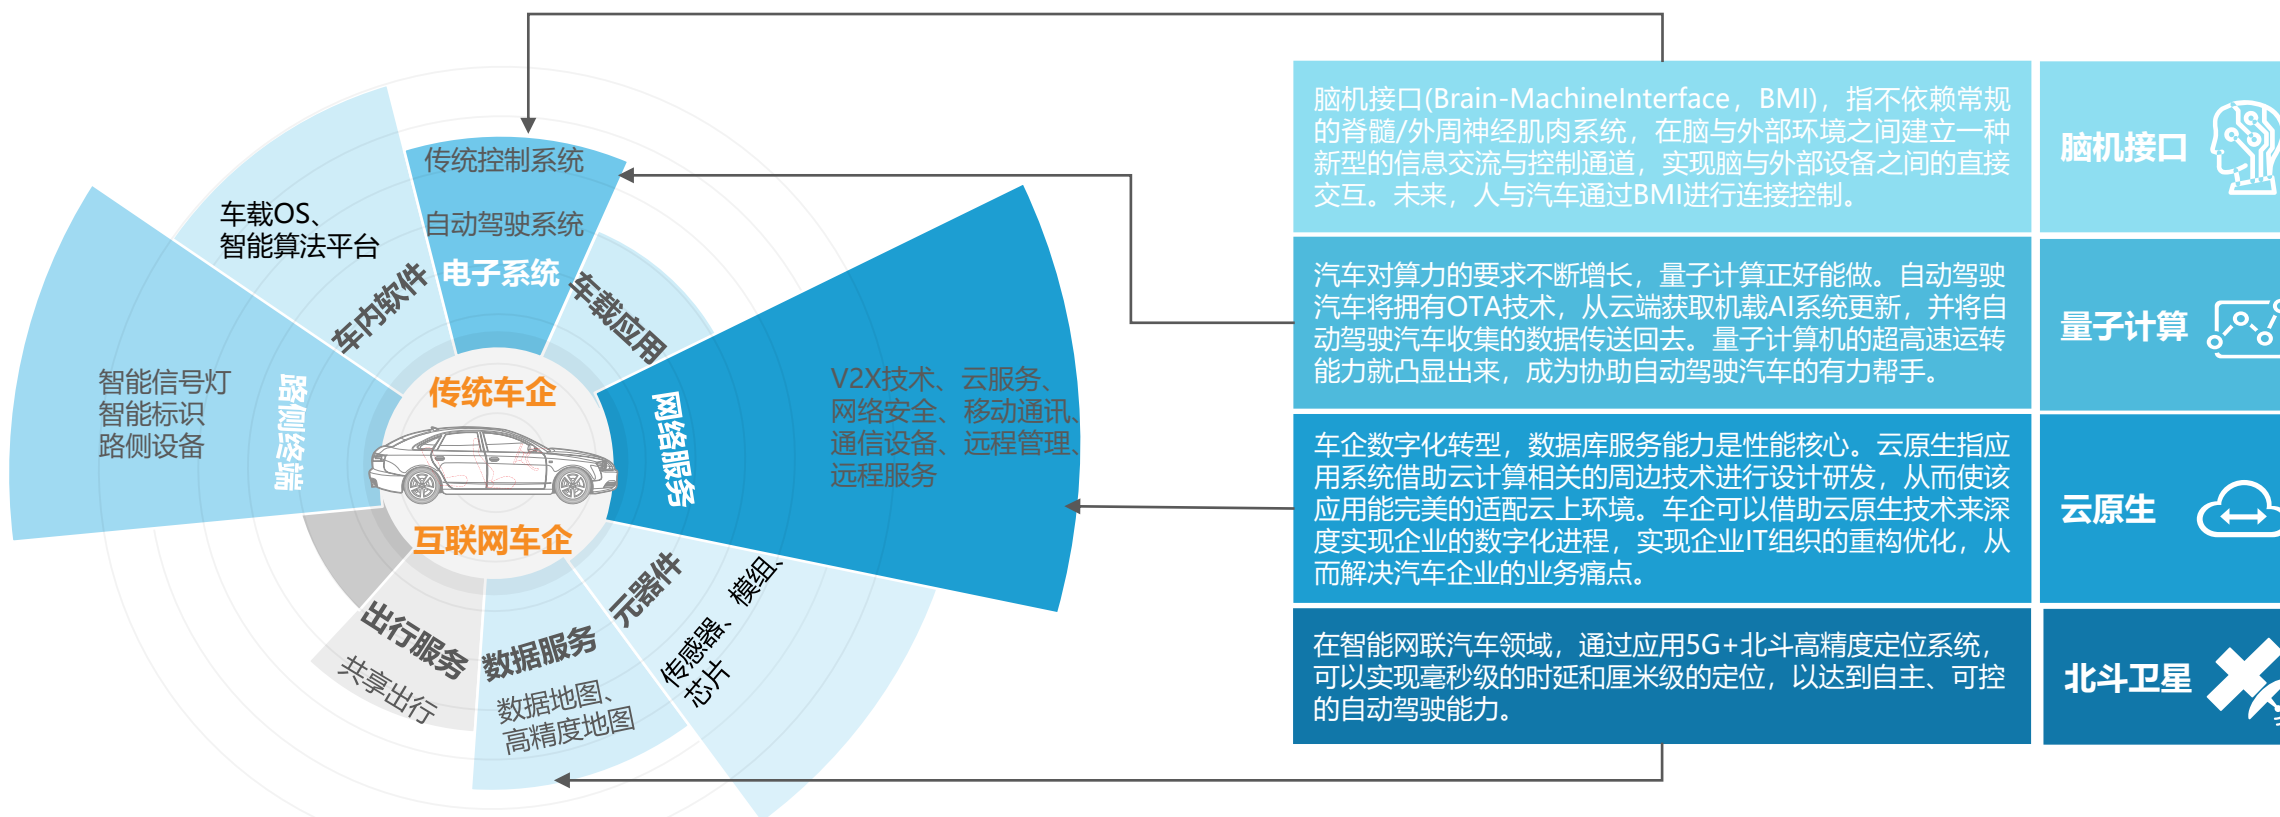 传统控制系统
自动驾驶系统
电子系统
车载OS、
智能算法平台
车内软件
车载应用
智能信号灯
智能标识
路侧设备
路侧终端
传统车企
互联网车企
网络服务
V2X技术、云服务、
网络安全、移动通讯、
通信设备、远程管理、
远程服务
元器件
传感器、模组、
芯片
数据服务
数据地图、
高精度地图
出行服务
共享出行
脑机接口(Brain-MachineInterface，BMI)，指不依赖常规
的脊髓/外周神经肌肉系统，在脑与外部环境之间建立一种
新型的信息交流与控制通道，实现脑与外部设备之间的直接
交互。未来，人与汽车通过BMI进行连接控制。
脑机接口
汽车对算力的要求不断增长，量子计算正好能做。自动驾驶
汽车将拥有OTA技术，从云端获取机载AI系统更新，并将自
动驾驶汽车收集的数据传送回去。量子计算机的超高速运转
能力就凸显出来，成为协助自动驾驶汽车的有力帮手。
量子计算
车企数字化转型，数据库服务能力是性能核心。云原生指应
用系统借助云计算相关的周边技术进行设计研发，从而使该
应用能完美的适配云上环境。车企可以借助云原生技术来深
度实现企业的数字化进程，实现企业IT组织的重构优化，从
而解决汽车企业的业务痛点。
云原生
在智能网联汽车领域，通过应用5G+北斗高精度定位系统，
可以实现毫秒级的时延和厘米级的定位，以达到自主、可控
的自动驾驶能力。
北斗卫星